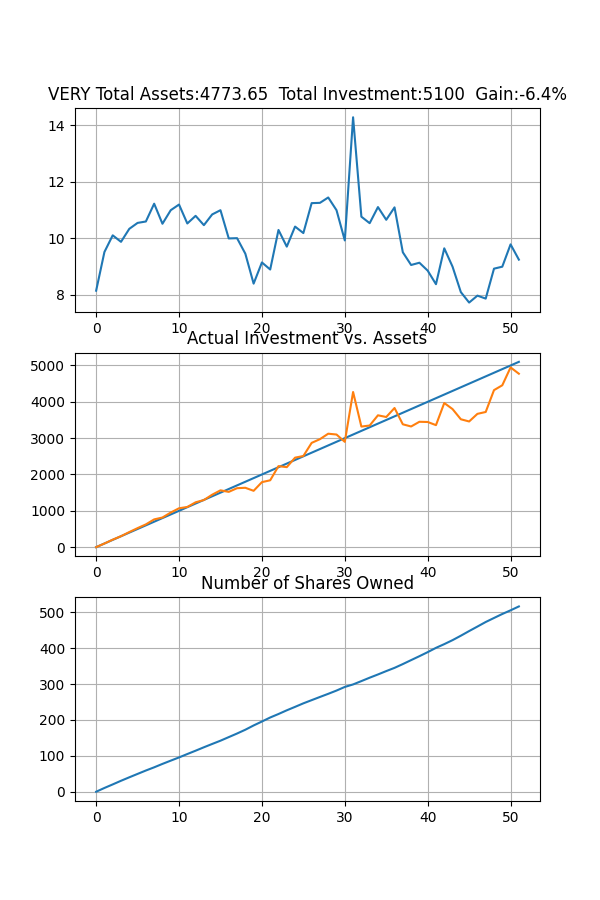 VERY Total Assets:4773.65  Total Investment:5100  Gain:-6.4%
14
12
10
8
0 10 20 30 40 50
Actual Investment vs. Assets
5000
4000
3000
2000
1000
0
0 10 20 30 40 50
Number of Shares Owned
500
400
300
200
100
0
0 10 20 30 40 50